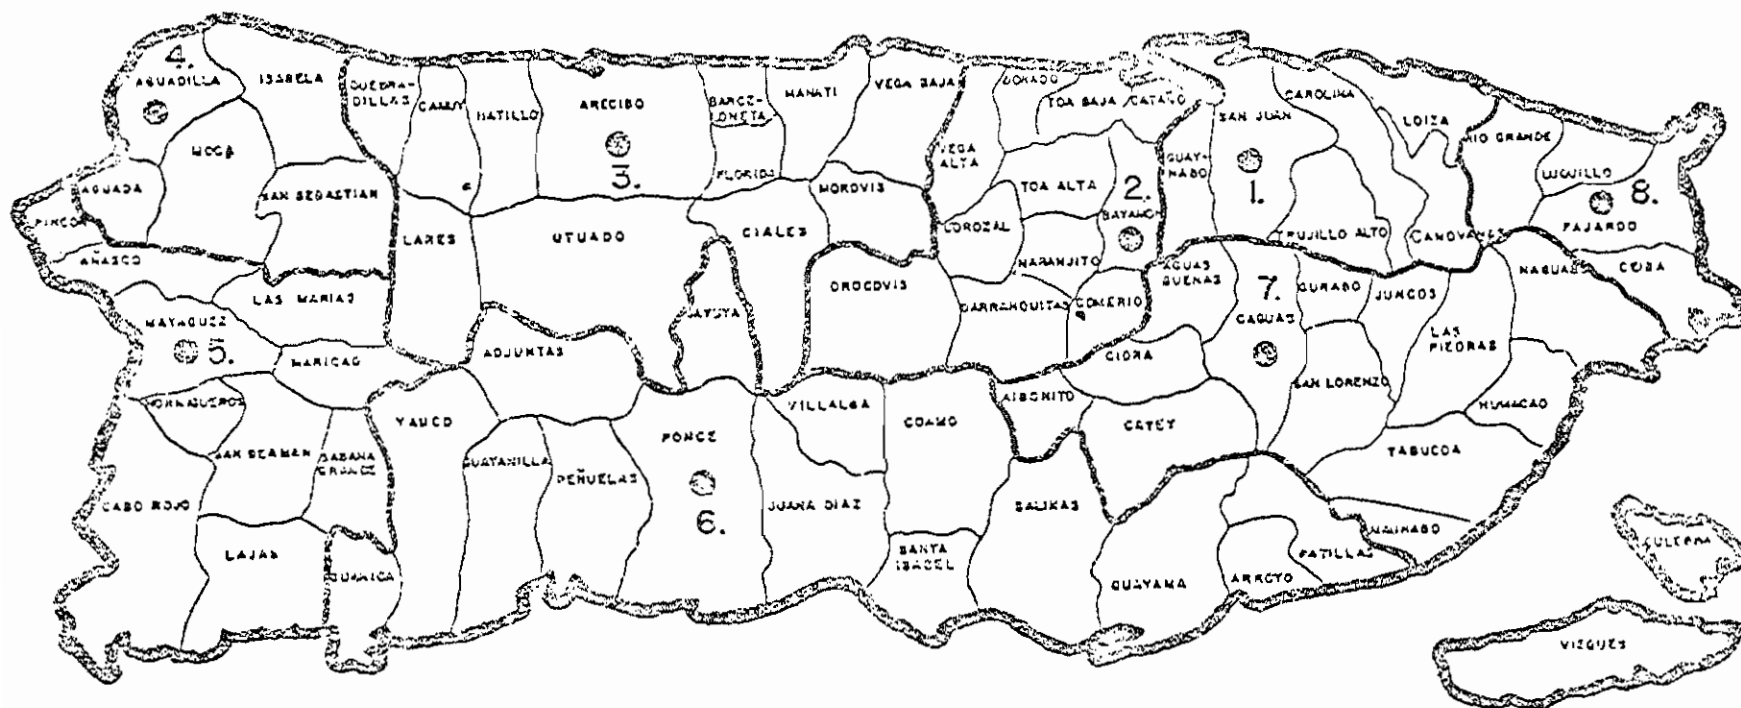 4.
AGUADILLA
ISABELA
QUEBRA-
DILLAS
CAMUY
HATILLO
ARECIBO
3.
BARCE-
LONETA
FLORIDA
MANATI
VEGA BAJA
MOROVIS
VEGA
ALTA
DORADO
TOA BAJA
CATAÑO
TOA ALTA
2.
BAYAMON
GUAY-
NABO
SAN JUAN
1.
CAROLINA
TRUJILLO ALTO
LOIZA
CANOVANAS
RIO GRANDE
LUQUILLO
8.
FAJARDO
CEIBA
NAGUABO
MOCA
AGUADA
SAN SEBASTIAN
RINCON
AÑASCO
LAS MARIAS
MAYAGUEZ
5.
MARICAO
LARES
UTUADO
CIALES
JAYUYA
ADJUNTAS
OROCOVIS
COROZAL
NARANJITO
BARRANQUITAS
COMERIO
AGUAS
BUENAS
7.
CAGUAS
GURABO
JUNCOS
LAS
PIEDRAS
CIDRA
SAN LORENZO
HUMACAO
HORMIGUEROS
SAN GERMAN
SABANA
GRANDE
CABO ROJO
LAJAS
GUANICA
YAUCO
GUAYANILLA
PEÑUELAS
PONCE
6.
VILLALBA
JUANA DIAZ
COAMO
SANTA
ISABEL
AIBONITO
CAYEY
SALINAS
GUAYAMA
ARROYO
PATILLAS
MAUNABO
YABUCOA
CULEBRA
VIEQUES